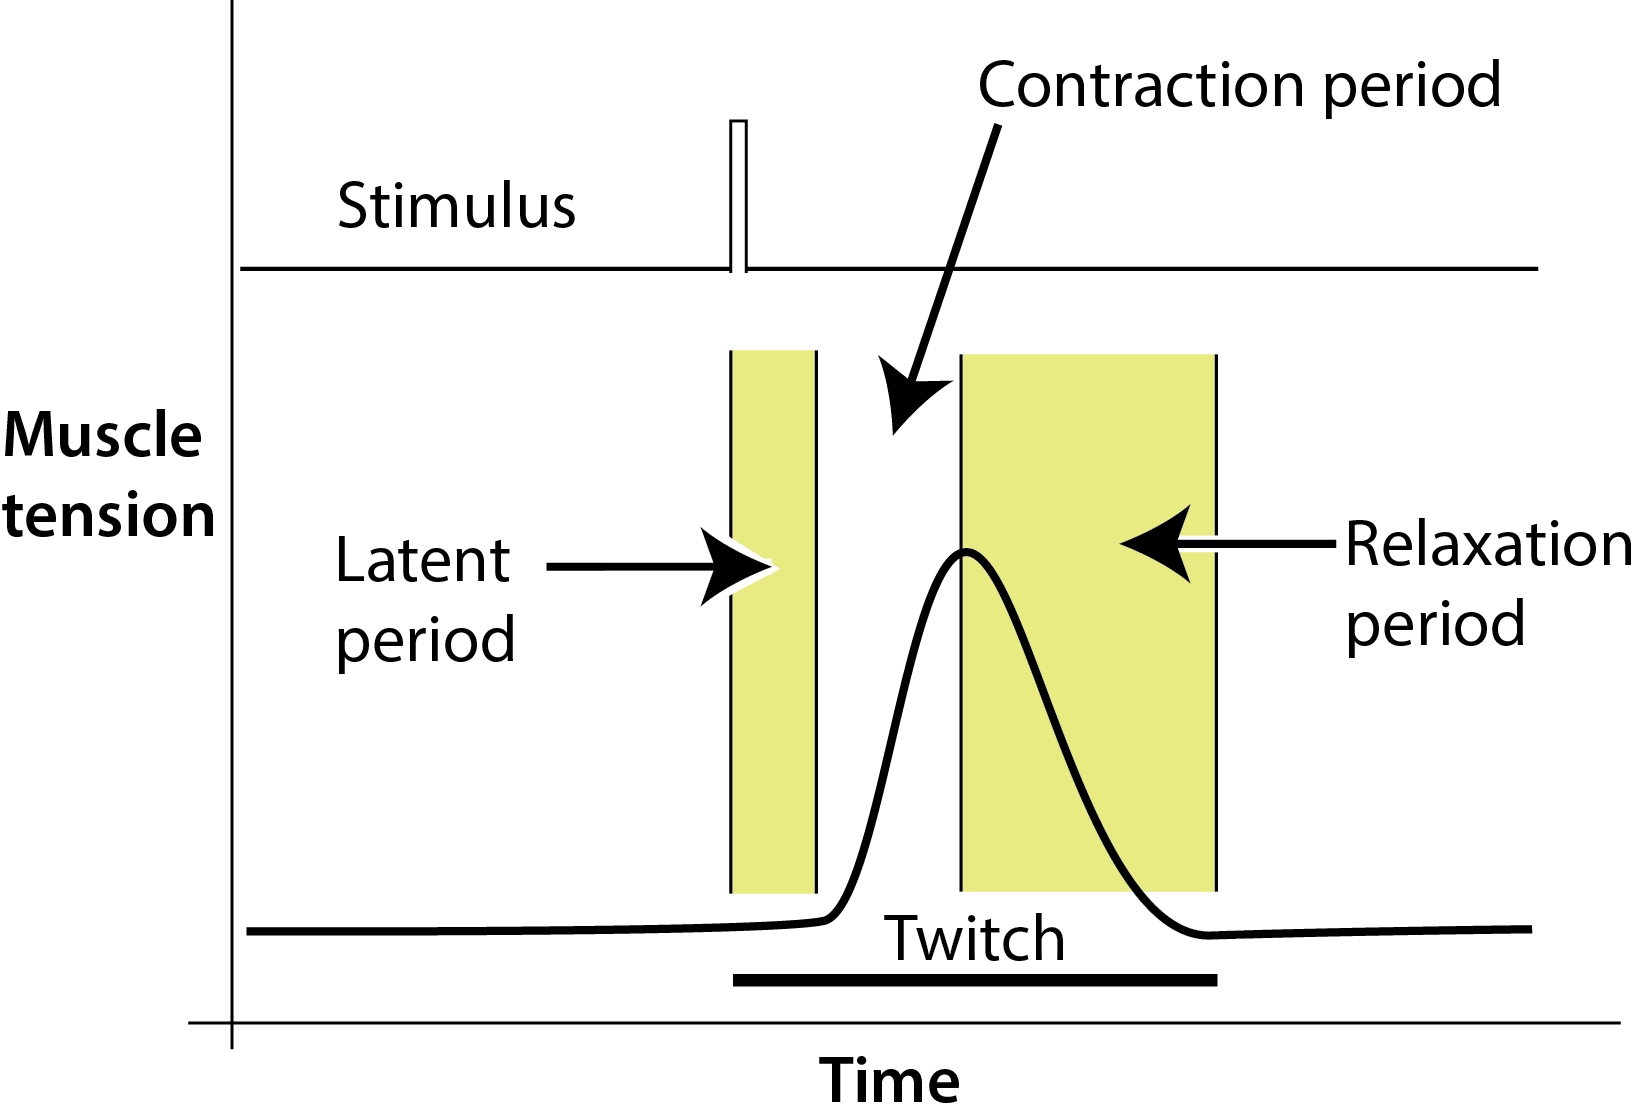 Contraction period
Stimulus
Muscle
tension
Latent
period
Relaxation
period
Twitch
Time